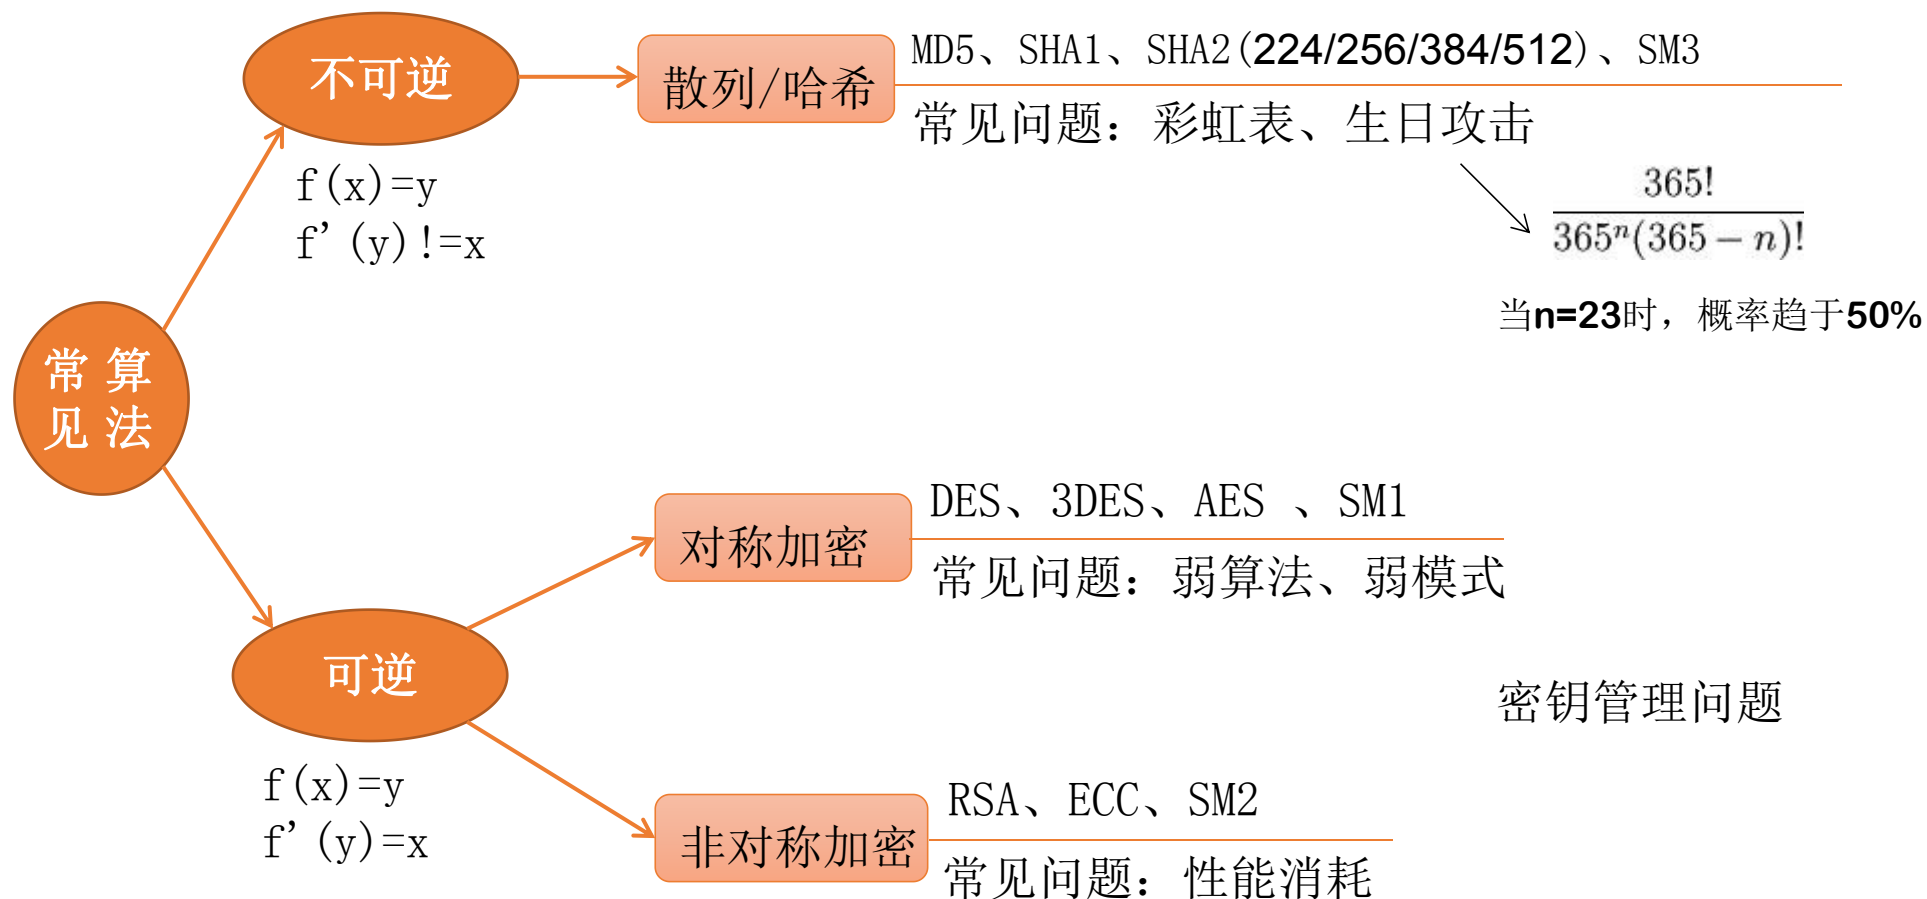 常见算法
不可逆
f(x)=y
f’(y)!=x
散列/哈希
MD5、SHA1、SHA2(224/256/384/512)、SM3
常见问题：彩虹表、生日攻击
365!
365ⁿ(365 − n)!
当n=23时，概率趋于50%
可逆
f(x)=y
f’(y)=x
对称加密
DES、3DES、AES 、SM1
常见问题：弱算法、弱模式
密钥管理问题
非对称加密
RSA、ECC、SM2
常见问题：性能消耗